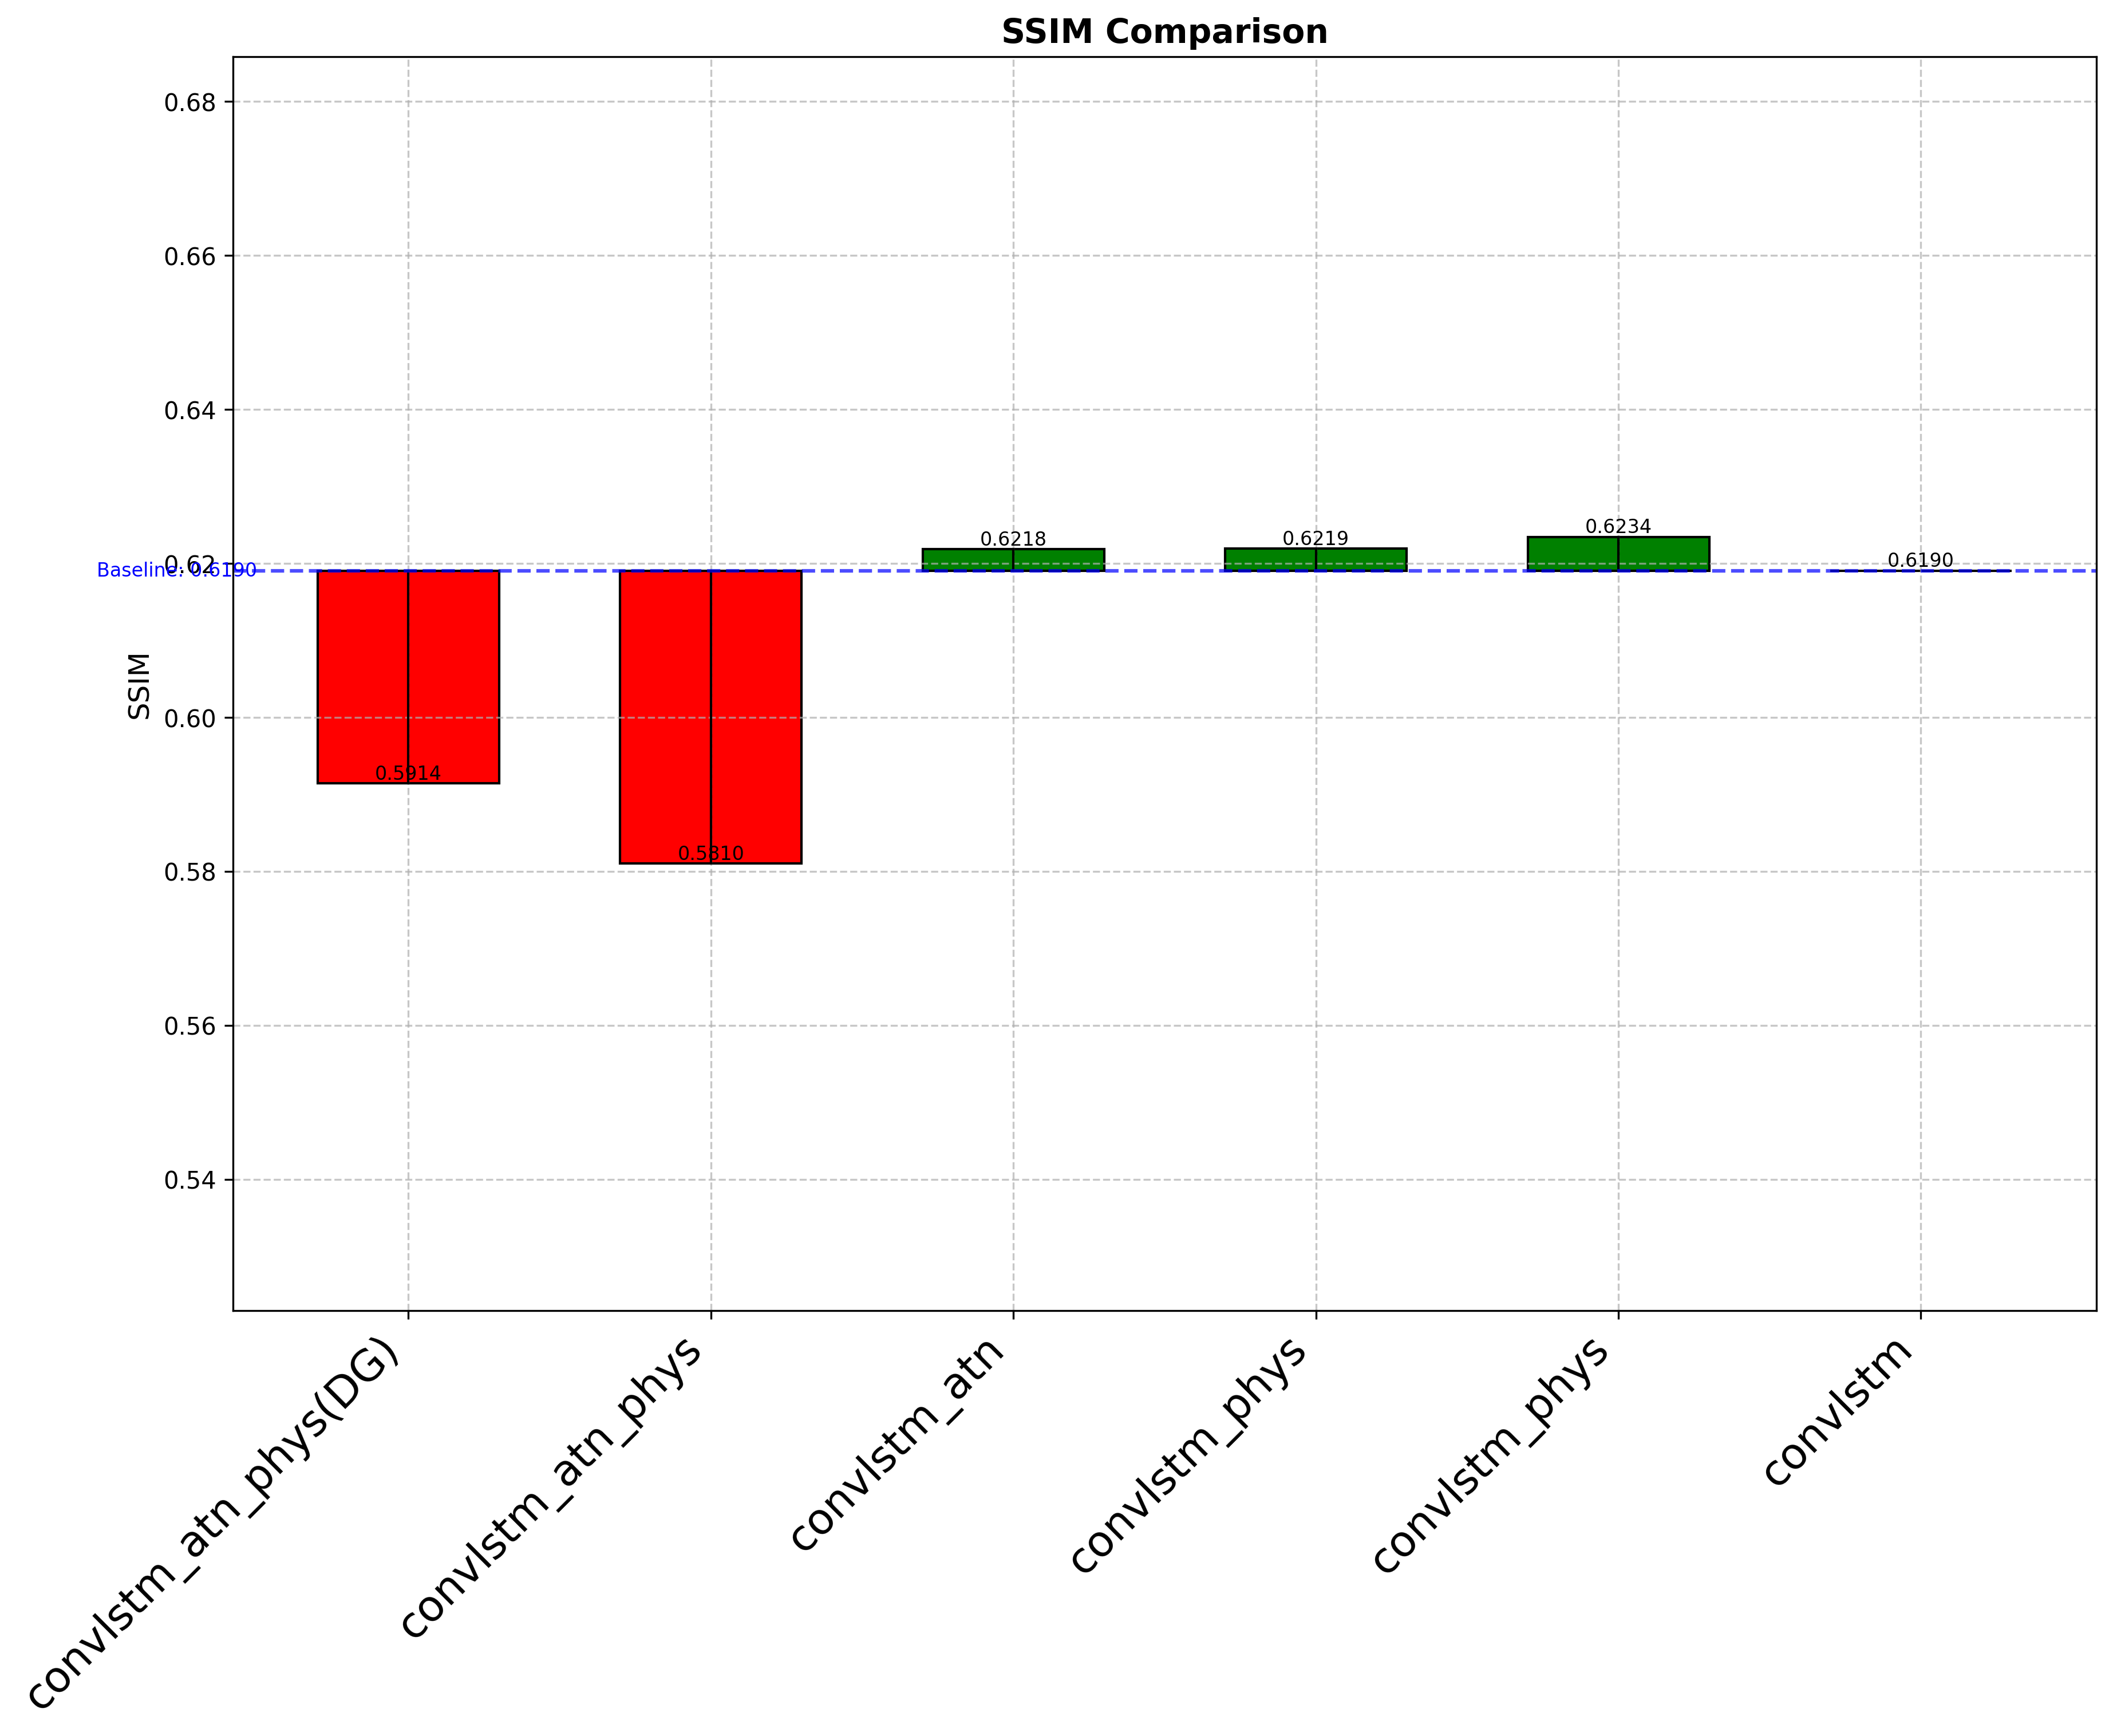 SSIM Comparison
0.68
0.66
0.64
0.62
0.60
0.58
0.56
0.54
SSIM
Baseline: 0.6190
0.5914
0.5810
0.6218
0.6219
0.6234
0.6190
convlstm_atn_phys(DG)
convlstm_atn_phys
convlstm_atn
convlstm_phys
convlstm_phys
convlstm